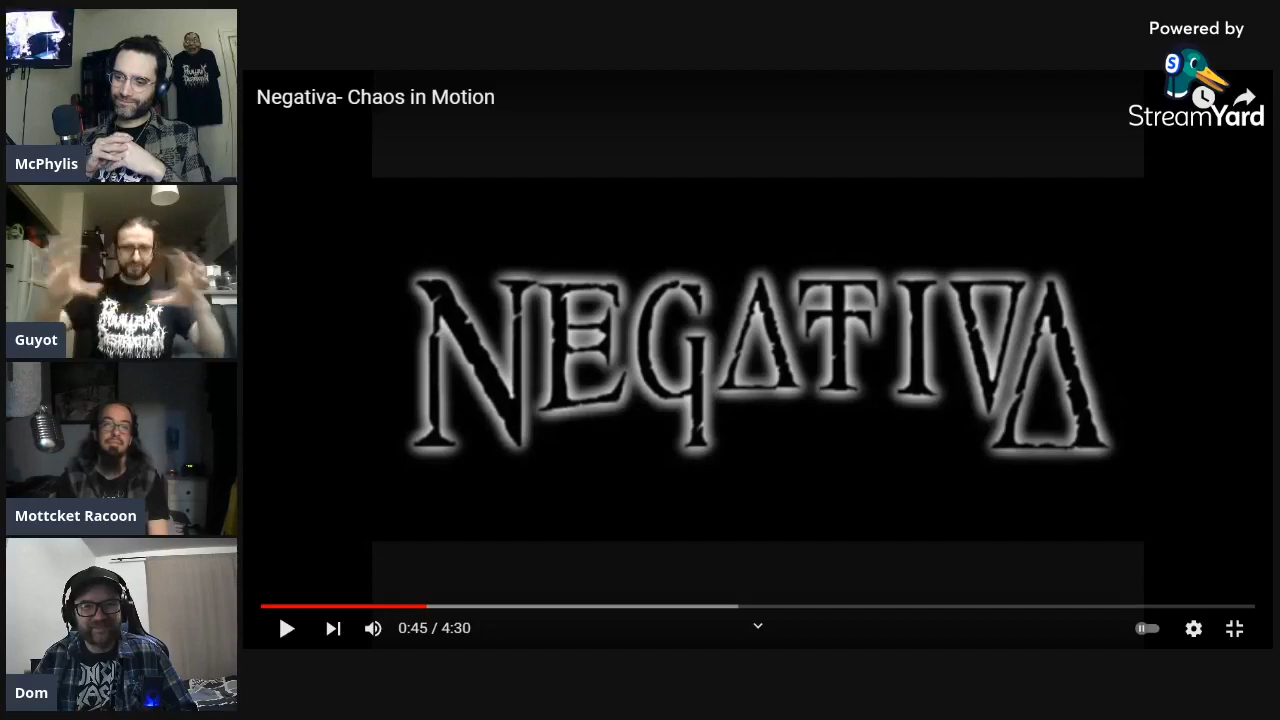 Powered by
StreamYard
Negativa- Chaos in Motion
NEGATIVA
0:45 / 4:30
McPhylis
Guyot
Mottcket Racoon
Dom